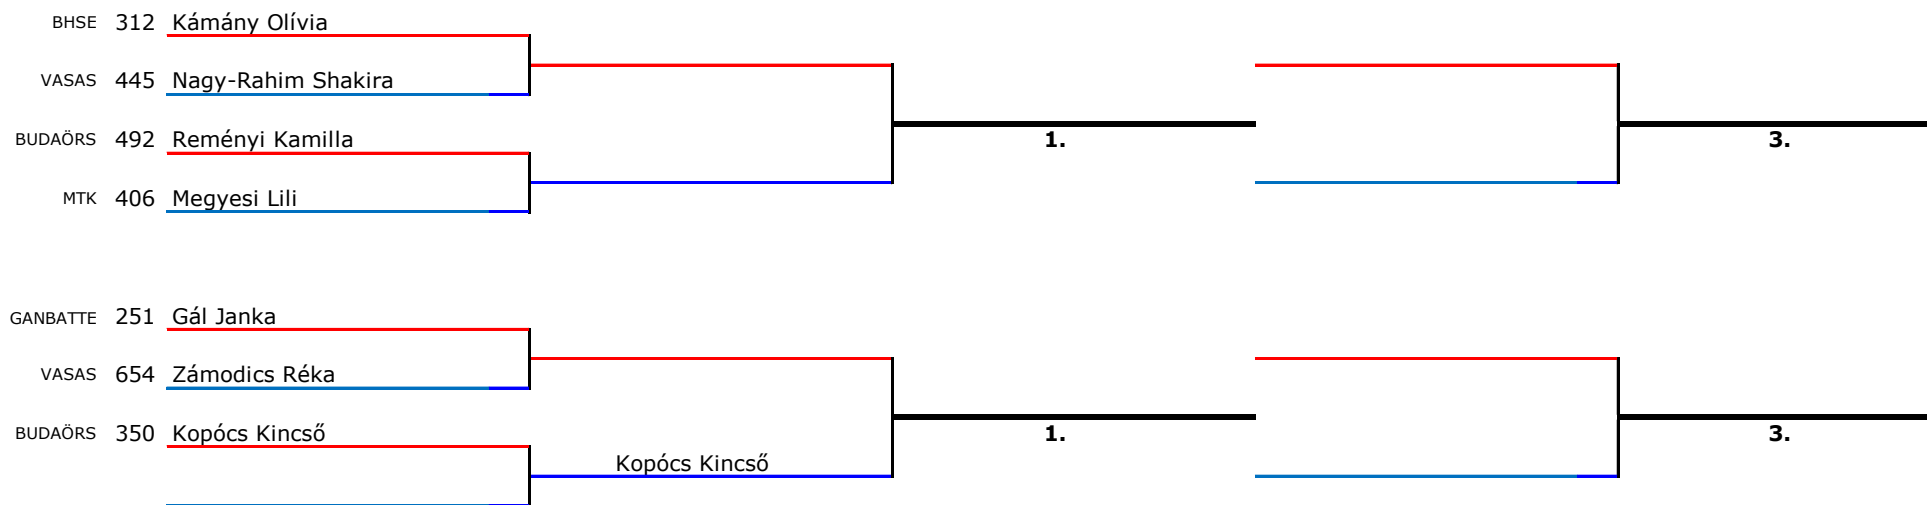 BHSE 312 Kámány Olívia
VASAS 445 Nagy-Rahim Shakira
BUDAÖRS 492 Reményi Kamilla 1. 3.
MTK 406 Megyesi Lili
GANBATTE 251 Gál Janka
VASAS 654 Zámodics Réka
BUDAÖRS 350 Kopócs Kincső 1. 3.
Kopócs Kincső